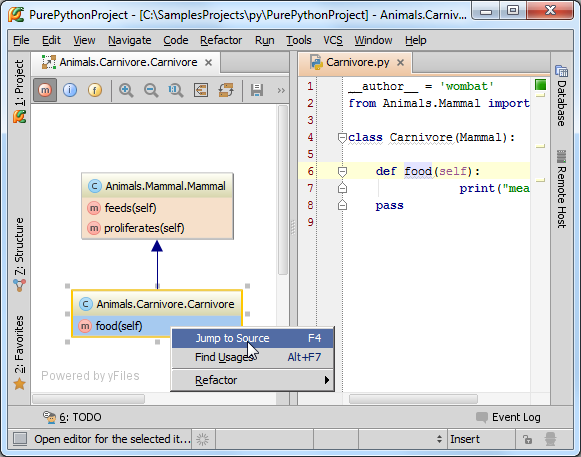 PurePythonProject - [C:\SamplesProjects\py\PurePythonProject] - Animals.Carniv...
File Edit View Navigate Code Refactor Run Tools VCS Window Help
1: Project
7: Structure
2: Favorites
Animals.Carnivore.Carnivore
Animals.Mammal.Mammal
feeds(self)
proliferates(self)
Animals.Carnivore.Carnivore
food(self)
Jump to Source F4
Find Usages Alt+F7
Refactor
Powered by yFiles
Carnivore.py
1 __author__ = 'wombat'
2 from Animals.Mammal import
3
4 class Carnivore(Mammal):
5
6 def food(self):
7 print("mea
8 pass
9
Database
Remote Host
6: TODO
Event Log
Open editor for the selected it...
Insert